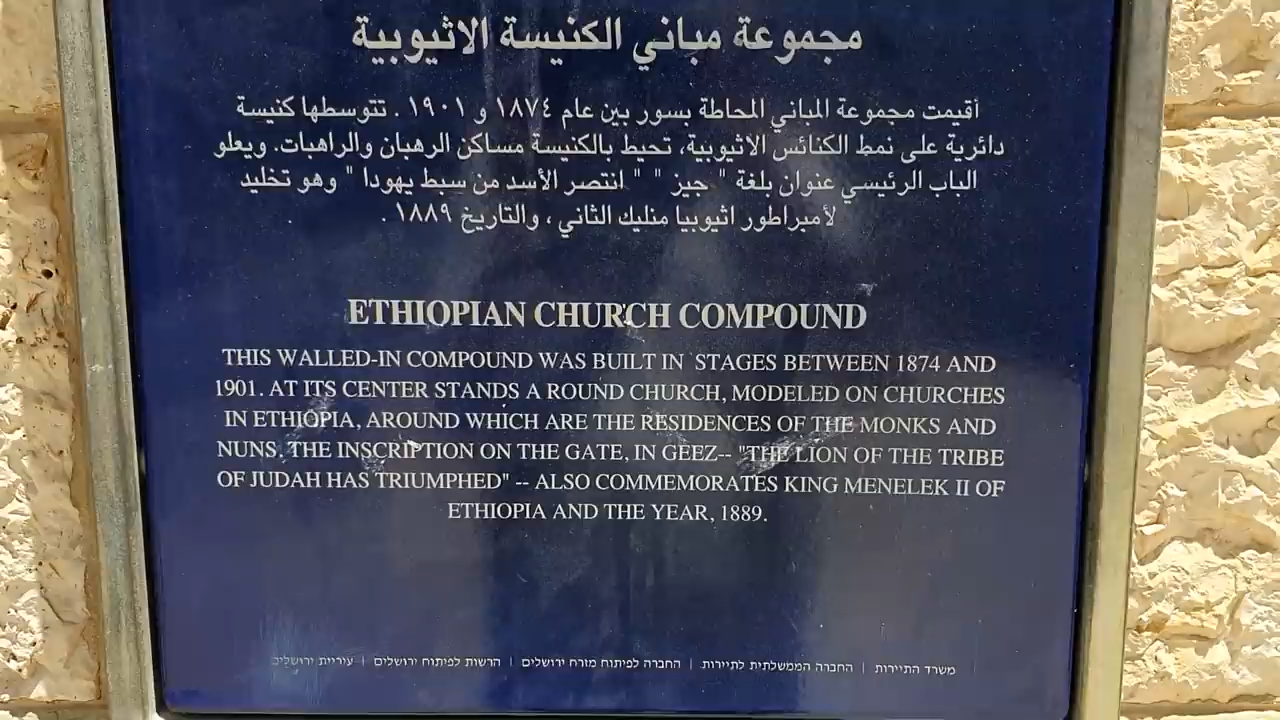 مجموعة مباني الكنيسة الاثيوبية
أقيمت مجموعة المباني المحاطة بسور بين عام ١٨٧٤ و ١٩٠١ . تتوسطها كنيسة
دائرية على نمط الكنائس الاثيوبية، تحيط بالكنيسة مساكن الرهبان والراهبات. ويعلو
الباب الرئيسي عنوان بلغة " جيز " " انتصر الأسد من سبط يهودا " وهو تخليد
لأمبراطور اثيوبيا منليك الثاني ، والتاريخ ١٨٨٩ .
ETHIOPIAN CHURCH COMPOUND
THIS WALLED-IN COMPOUND WAS BUILT IN STAGES BETWEEN 1874 AND
1901. AT ITS CENTER STANDS A ROUND CHURCH, MODELED ON CHURCHES
IN ETHIOPIA, AROUND WHICH ARE THE RESIDENCES OF THE MONKS AND
NUNS. THE INSCRIPTION ON THE GATE, IN GEEZ-- "THE LION OF THE TRIBE
OF JUDAH HAS TRIUMPHED" -- ALSO COMMEMORATES KING MENELEK II OF
ETHIOPIA AND THE YEAR, 1889.
משרד התיירות | החברה הממשלתית לתיירות | החברה לפיתוח מזרח ירושלים | הרשות לפיתוח ירושלים | עיריית ירושלים